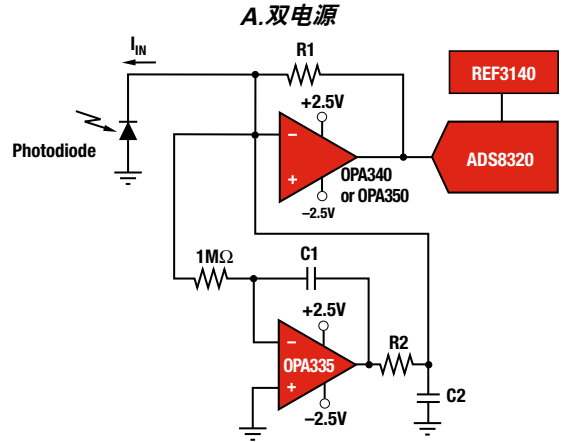 A.双电源
I_IN
R1
REF3140
+2.5V
−
+
ADS8320
Photodiode
OPA340
or OPA350
−2.5V
1MΩ
C1
+2.5V
−
R2
OPA335
+
−2.5V
C2